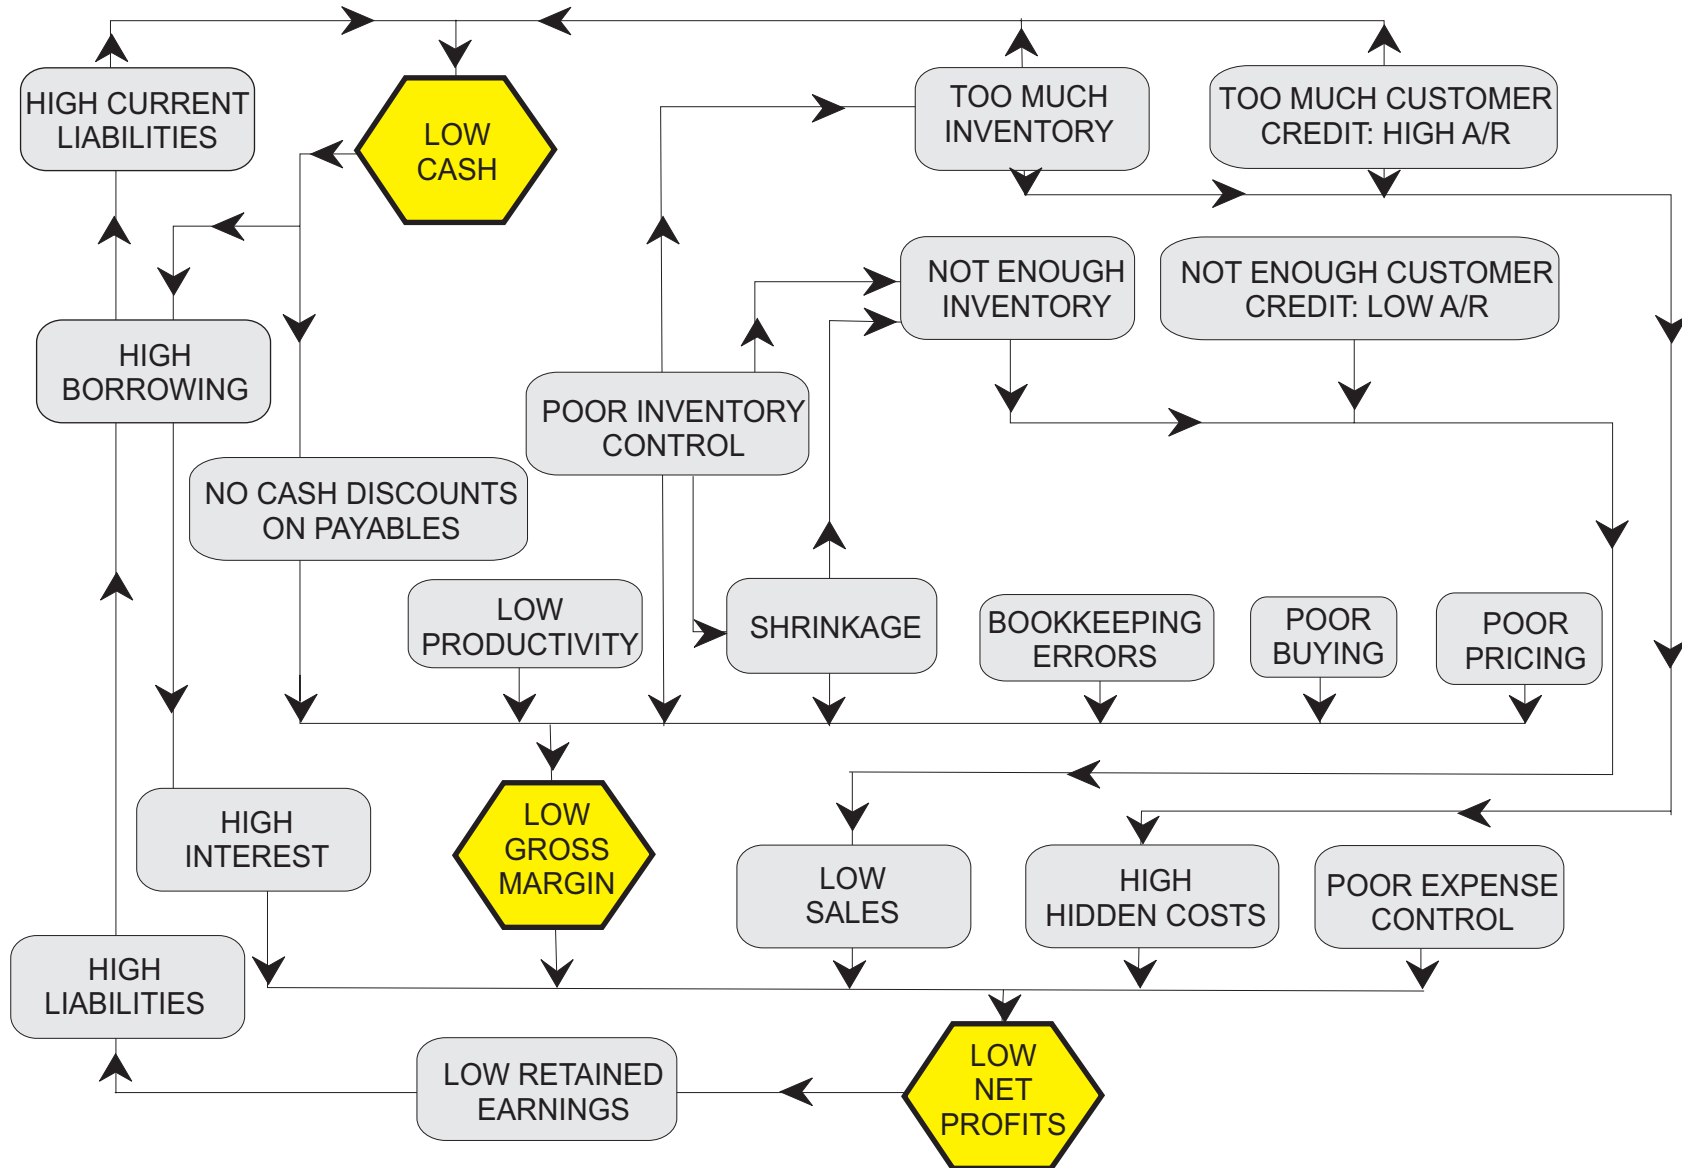 HIGH CURRENT
LIABILITIES
LOW
CASH
TOO MUCH
INVENTORY
TOO MUCH CUSTOMER
CREDIT: HIGH A/R
NOT ENOUGH
INVENTORY
NOT ENOUGH CUSTOMER
CREDIT: LOW A/R
HIGH
BORROWING
POOR INVENTORY
CONTROL
NO CASH DISCOUNTS
ON PAYABLES
LOW
PRODUCTIVITY
SHRINKAGE
BOOKKEEPING
ERRORS
POOR
BUYING
POOR
PRICING
HIGH
INTEREST
LOW
GROSS
MARGIN
LOW
SALES
HIGH
HIDDEN COSTS
POOR EXPENSE
CONTROL
HIGH
LIABILITIES
LOW RETAINED
EARNINGS
LOW
NET
PROFITS